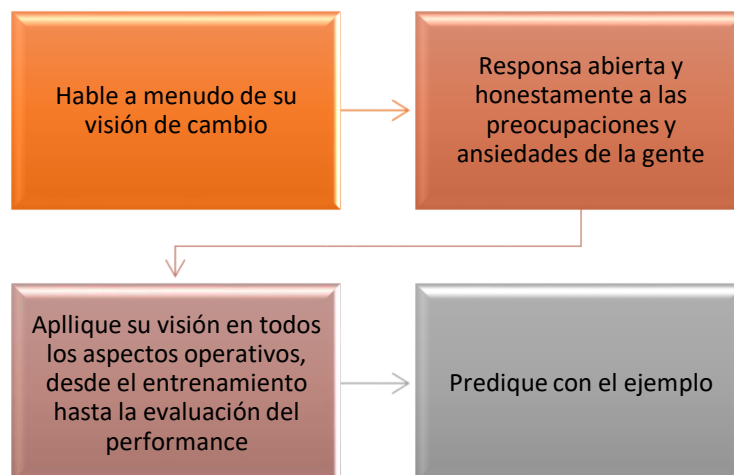 Hable a menudo de su
visión de cambio
Responsa abierta y
honestamente a las
preocupaciones y
ansiedades de la gente
Apllique su visión en todos
los aspectos operativos,
desde el entrenamiento
hasta la evaluación del
performance
Predique con el ejemplo